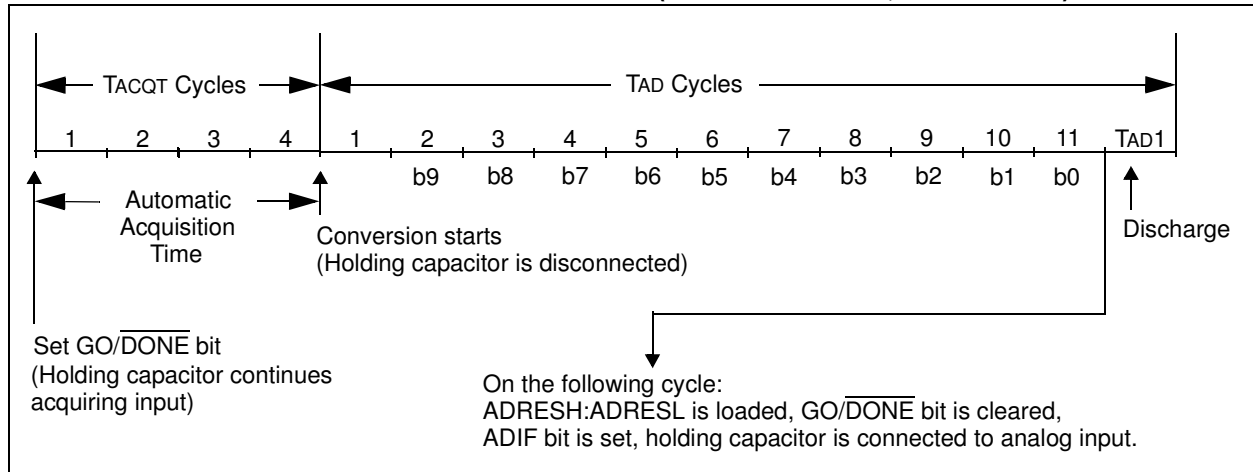 TACQT Cycles
TAD Cycles
1 2 3 4 1 2 3 4 5 6 7 8 9 10 11 TAD1
b9 b8 b7 b6 b5 b4 b3 b2 b1 b0
Automatic
Acquisition
Time
Conversion starts
(Holding capacitor is disconnected)
Discharge
Set GO/DONE bit
(Holding capacitor continues
acquiring input)
On the following cycle:
ADRESH:ADRESL is loaded, GO/DONE bit is cleared,
ADIF bit is set, holding capacitor is connected to analog input.